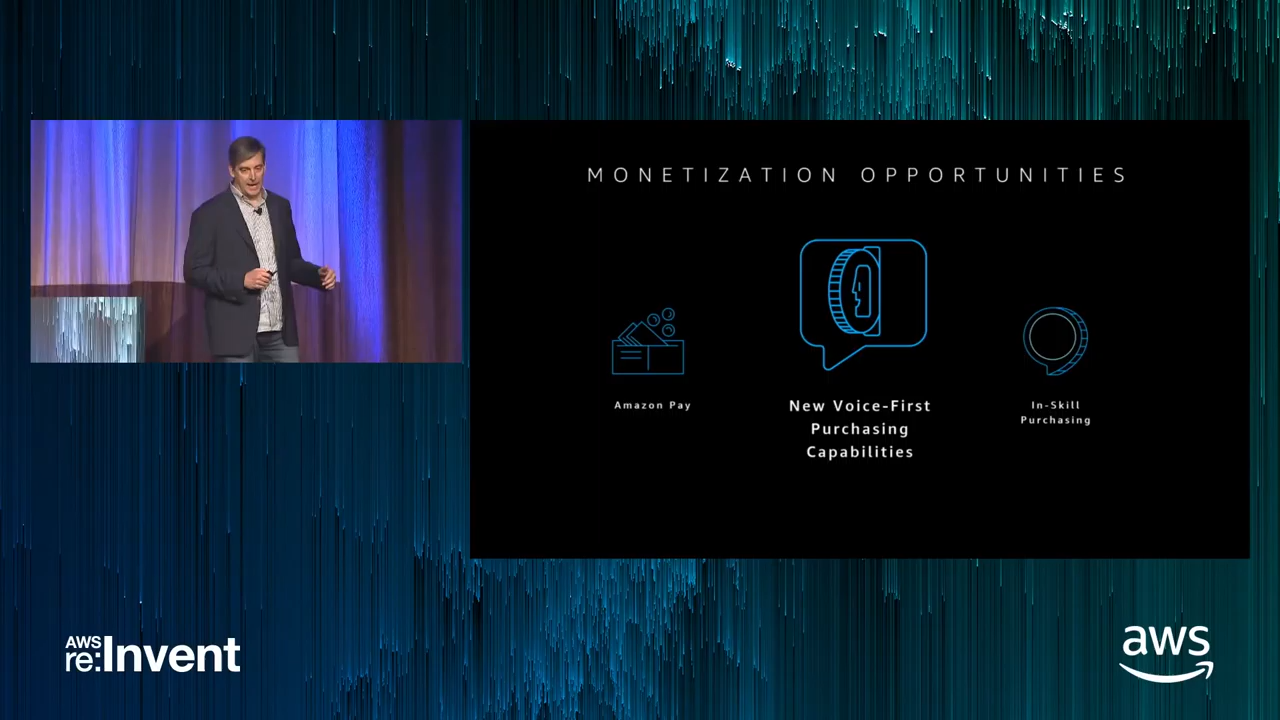 MONETIZATION OPPORTUNITIES
Amazon Pay
New Voice-First
Purchasing
Capabilities
In-Skill
Purchasing
AWS
re:Invent
aws